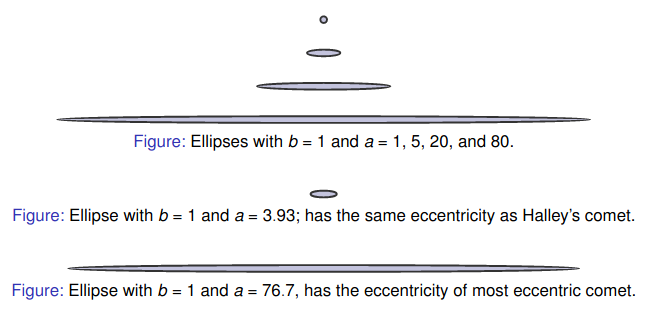 Figure: Ellipses with b = 1 and a = 1, 5, 20, and 80.
Figure: Ellipse with b = 1 and a = 3.93; has the same eccentricity as Halley's comet.
Figure: Ellipse with b = 1 and a = 76.7, has the eccentricity of most eccentric comet.